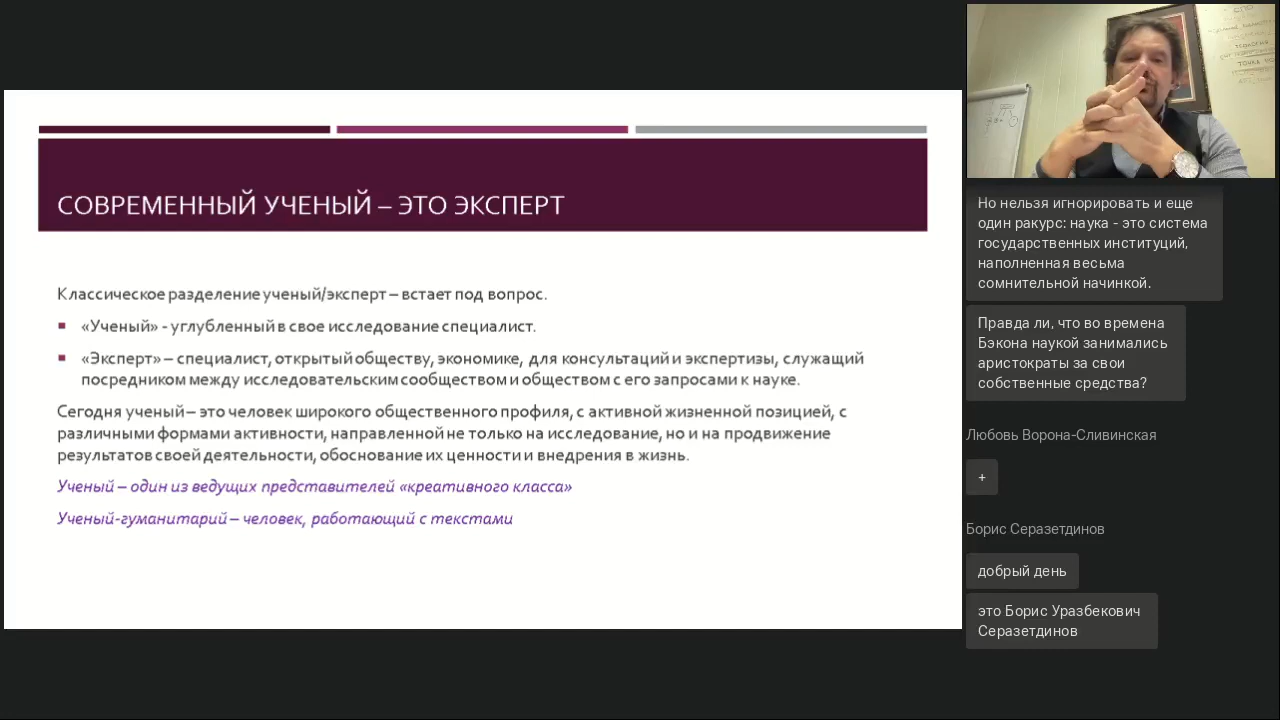 СОВРЕМЕННЫЙ УЧЕНЫЙ – ЭТО ЭКСПЕРТ
Классическое разделение ученый/эксперт – встает под вопрос.
«Ученый» - углубленный в свое исследование специалист.
«Эксперт» – специалист, открытый обществу, экономике, для консультаций и экспертизы, служащий
посредником между исследовательским сообществом и обществом с его запросами к науке.
Сегодня ученый – это человек широкого общественного профиля, с активной жизненной позицией, с
различными формами активности, направленной не только на исследование, но и на продвижение
результатов своей деятельности, обоснование их ценности и внедрения в жизнь.
Ученый – один из ведущих представителей «креативного класса»
Ученый-гуманитарий – человек, работающий с текстами
СПО
ТОЧКА
Но нельзя игнорировать и еще
один ракурс: наука - это система
государственных институций,
наполненная весьма
сомнительной начинкой.
Правда ли, что во времена
Бэкона наукой занимались
аристократы за свои
собственные средства?
Любовь Ворона-Сливинская
+
Борис Серазетдинов
добрый день
это Борис Уразбекович
Серазетдинов